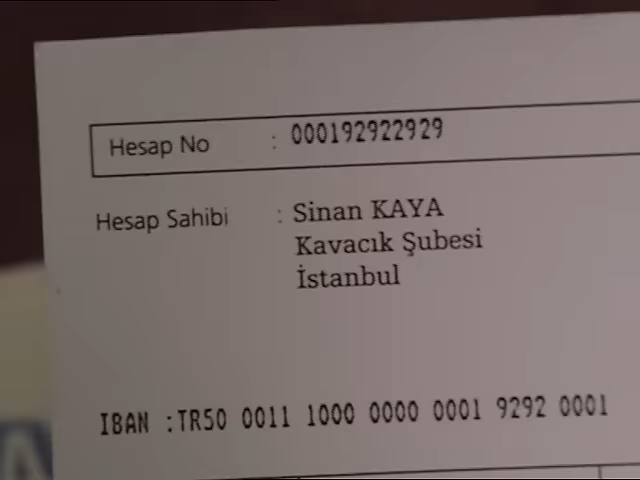 Hesap No : 000192922929
Hesap Sahibi : Sinan KAYA
Kavacık Şubesi
İstanbul
IBAN :TR50 0011 1000 0000 0001 9292 0001